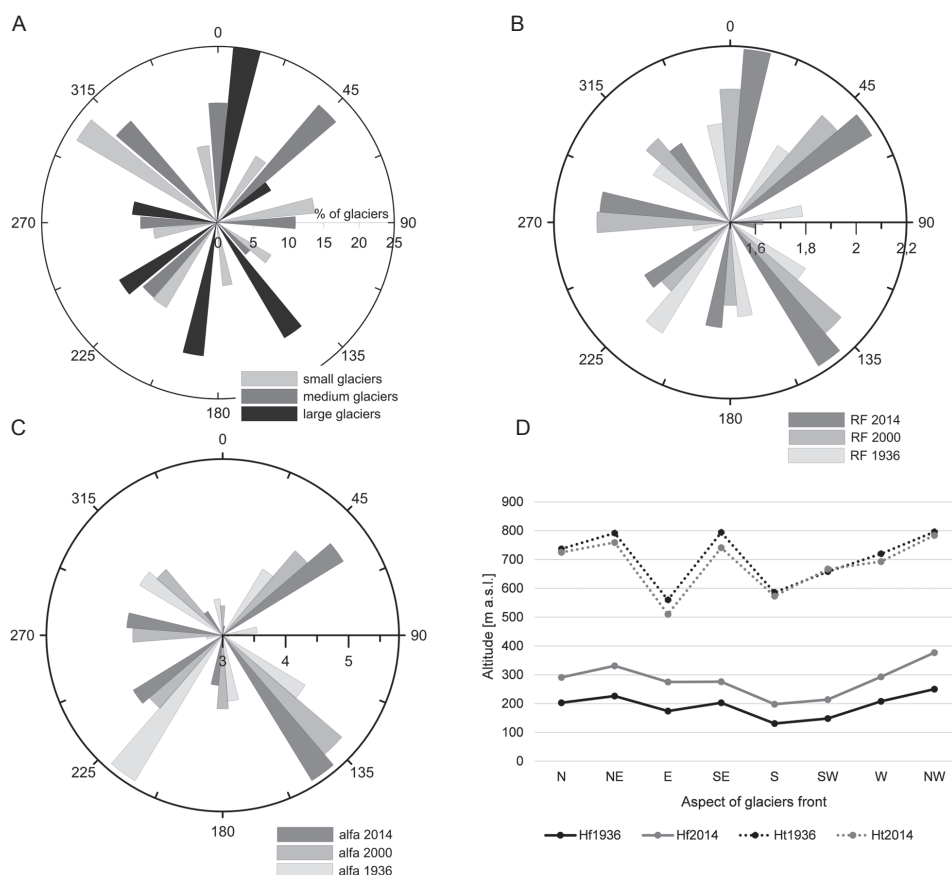 A
0
45
90
135
180
225
270
315
% of glaciers
0 5 10 15 20 25
small glaciers
medium glaciers
large glaciers
B
0
45
90
135
180
225
270
315
1,6 1,8 2 2,2
RF 2014
RF 2000
RF 1936
C
0
45
90
135
180
225
270
315
3 4 5
alfa 2014
alfa 2000
alfa 1936
D
Altitude [m a.s.l.]
900
800
700
600
500
400
300
200
100
0
N NE E SE S SW W NW
Aspect of glaciers front
Hf1936 Hf2014 Ht1936 Ht2014